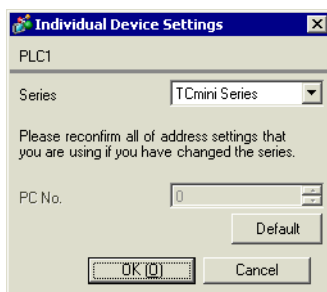 Individual Device Settings
PLC1
Series TCmini Series
Please reconfirm all of address settings that
you are using if you have changed the series.
PC No. 0
Default
OK (O) Cancel